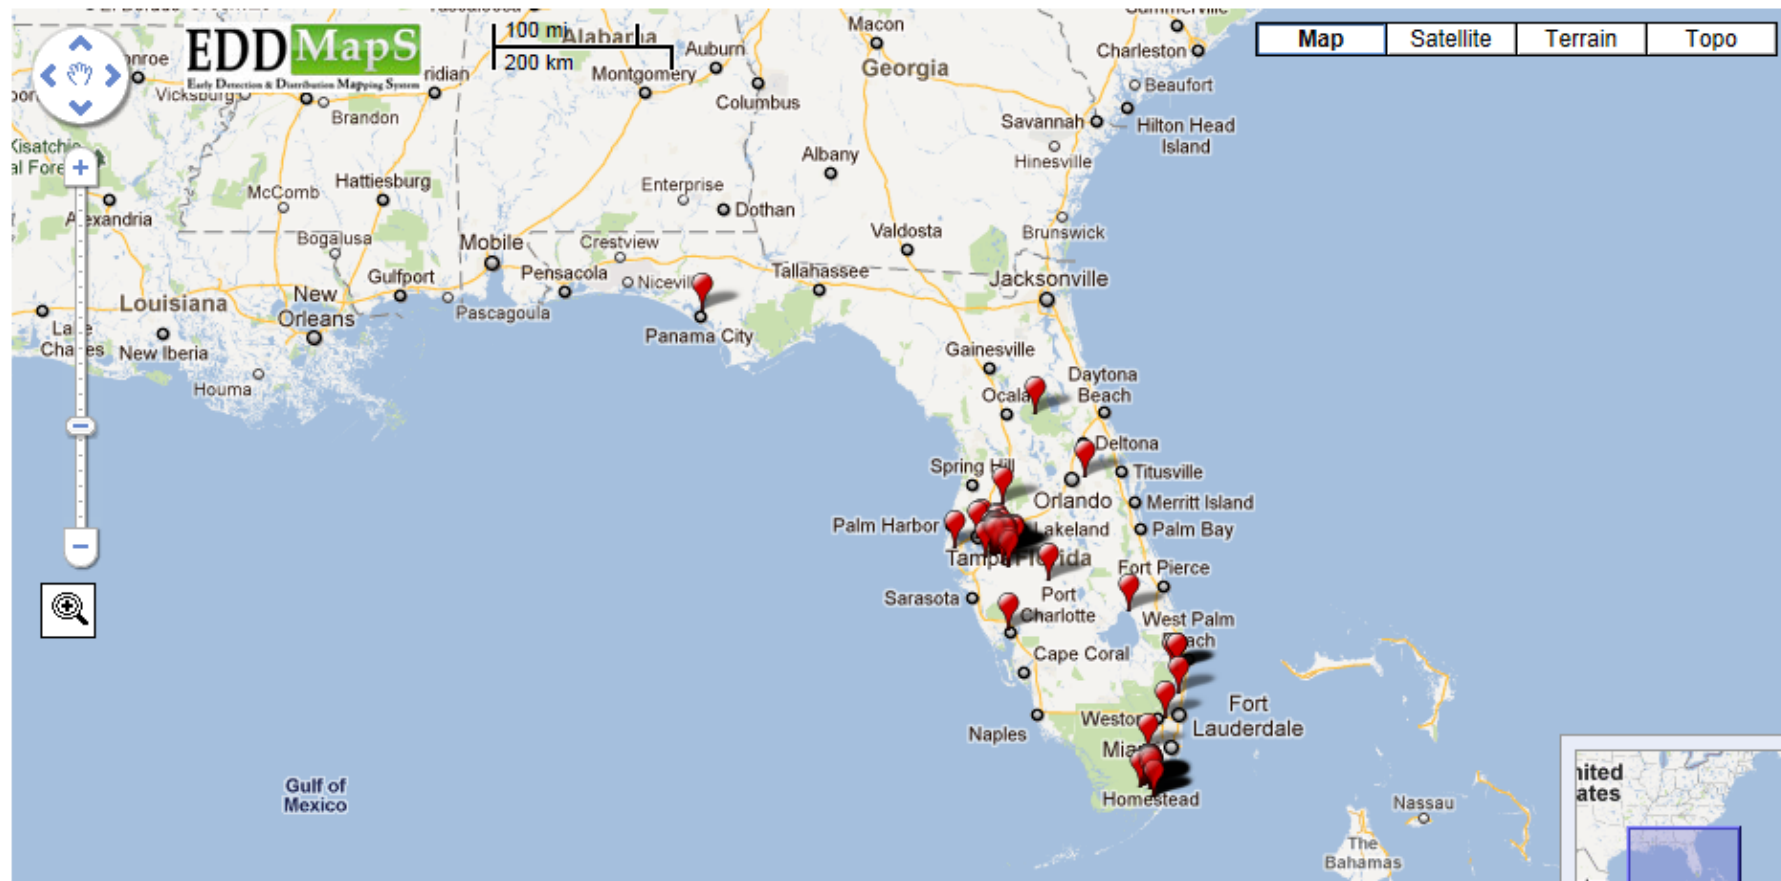 100 mi
200 km
EDDMapS
Early Detection & Distribution Mapping System
Map
Satellite
Terrain
Topo
Alabama
Auburn
Macon
Summerville
Charleston
Georgia
Montgomery
Columbus
Beaufort
Vicksburg
Brandon
Savannah
Hilton Head
Island
Hinesville
Albany
Hattiesburg
McComb
Enterprise
Dothan
Alexandria
Bogalusa
Mobile
Crestview
Valdosta
Brunswick
Gulfport
Pensacola
Tallahassee
Jacksonville
Louisiana
New
Orleans
Pascagoula
Panama City
New Iberia
Houma
Gainesville
Daytona
Beach
Ocala
Deltona
Spring Hill
Titusville
Orlando
Merritt Island
Palm Harbor
Lakeland
Palm Bay
Florida
Fort Pierce
Sarasota
Port
Charlotte
West Palm
Cape Coral
Fort
Lauderdale
Naples
Homestead
Gulf of
Mexico
Nassau
The
Bahamas